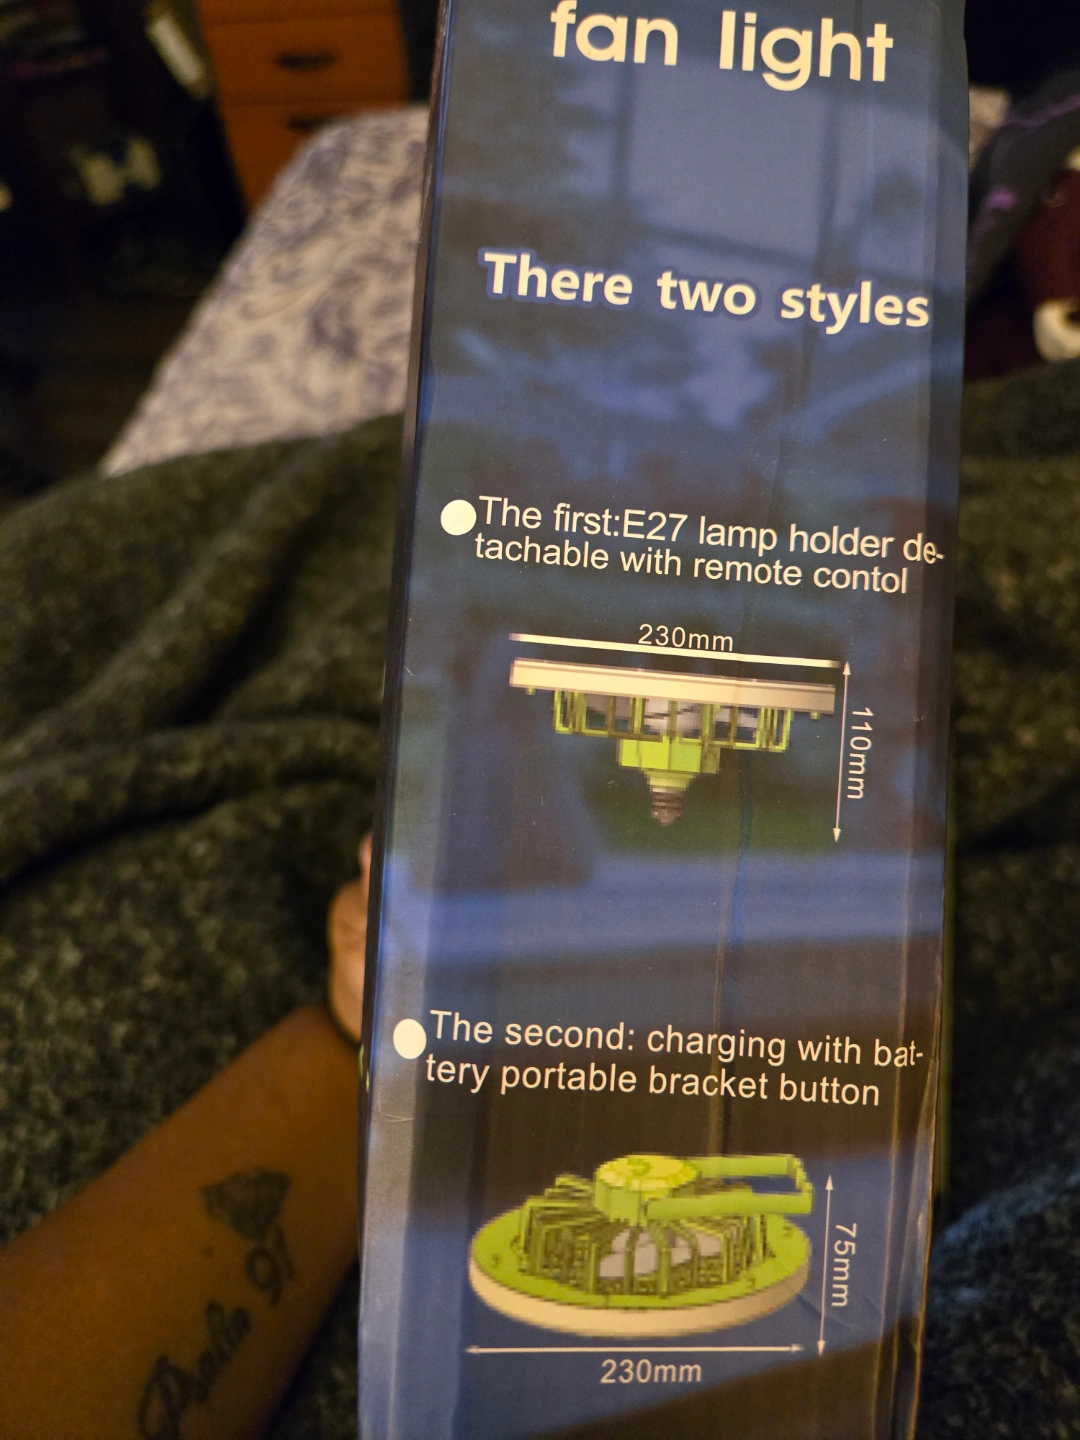 fan light
There two styles
The first:E27 lamp holder de-
tachable with remote contol
230mm
110mm
The second: charging with bat-
tery portable bracket button
75mm
230mm